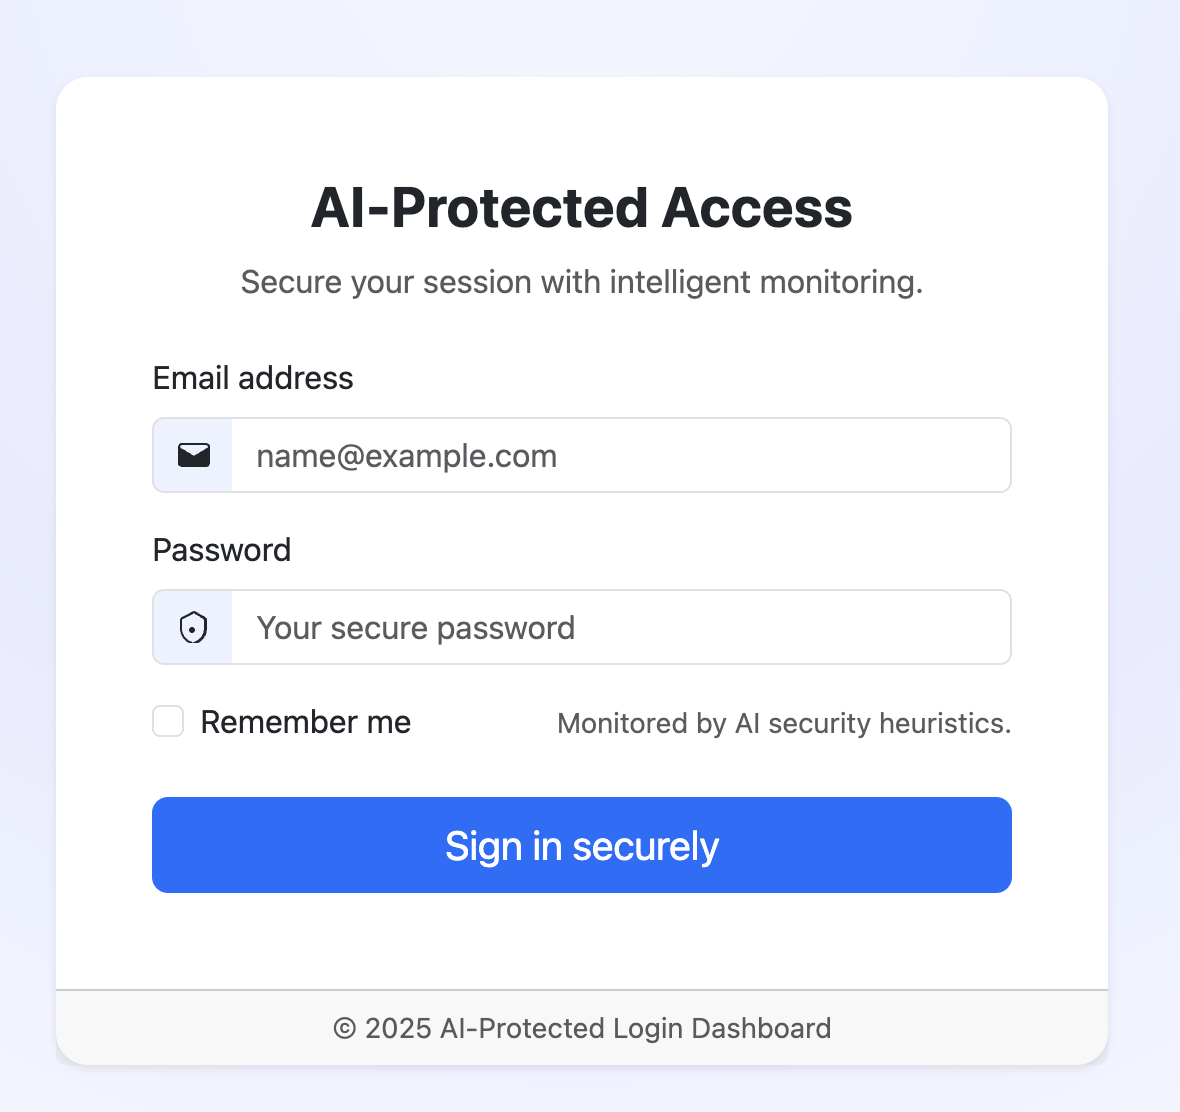 AI-Protected Access
Secure your session with intelligent monitoring.
Email address
name@example.com
Password
Your secure password
Remember me
Monitored by AI security heuristics.
Sign in securely
© 2025 AI-Protected Login Dashboard